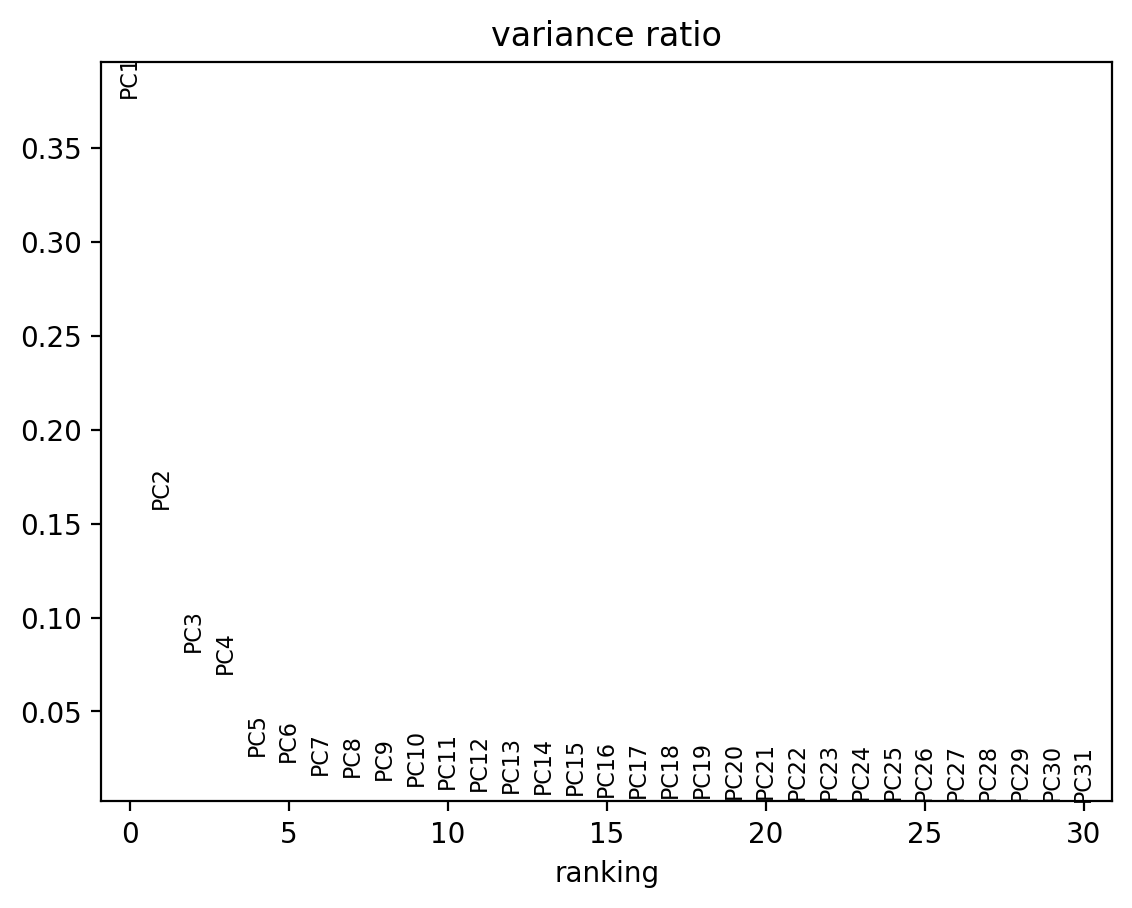 variance ratio
0.35
0.30
0.25
0.20
0.15
0.10
0.05
PC1
PC2
PC3
PC4
PC5
PC6
PC7
PC8
PC9
PC10
PC11
PC12
PC13
PC14
PC15
PC16
PC17
PC18
PC19
PC20
PC21
PC22
PC23
PC24
PC25
PC26
PC27
PC28
PC29
PC30
PC31
0 5 10 15 20 25 30
ranking